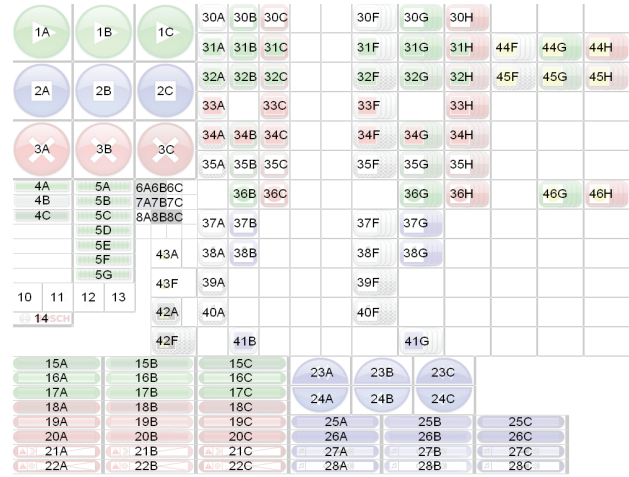 1A 1B 1C 30A 30B 30C 30F 30G 30H
31A 31B 31C 31F 31G 31H 44F 44G 44H
2A 2B 2C 32A 32B 32C 32F 32G 32H 45F 45G 45H
33A 33C 33F 33H
3A 3B 3C 34A 34B 34C 34F 34G 34H
35A 35B 35C 35F 35G 35H
4A 5A 6A6B6C 36B 36C 36G 36H 46G 46H
4B 5B 7A7B7C
4C 5C 8A8B8C 37A 37B 37F 37G
5D
5E 43A 38A 38B 38F 38G
5F
5G 43F 39A 39F
10 11 12 13
14 SCH 42A 40A 40F
42F 41B 41G
15A 15B 15C 23A 23B 23C
16A 16B 16C
17A 17B 17C 24A 24B 24C
18A 18B 18C
19A 19B 19C 25A 25B 25C
20A 20B 20C 26A 26B 26C
21A 21B 21C 27A 27B 27C
22A 22B 22C 28A 28B 28C